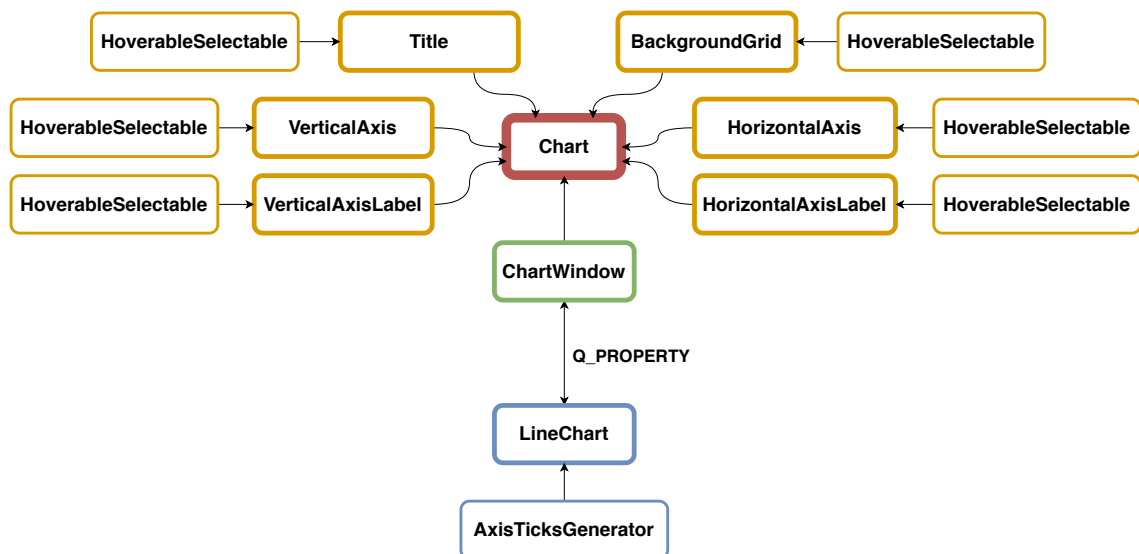 HoverableSelectable
Title
BackgroundGrid
HoverableSelectable
HoverableSelectable
VerticalAxis
Chart
HorizontalAxis
HoverableSelectable
HoverableSelectable
VerticalAxisLabel
HorizontalAxisLabel
HoverableSelectable
ChartWindow
Q_PROPERTY
LineChart
AxisTicksGenerator